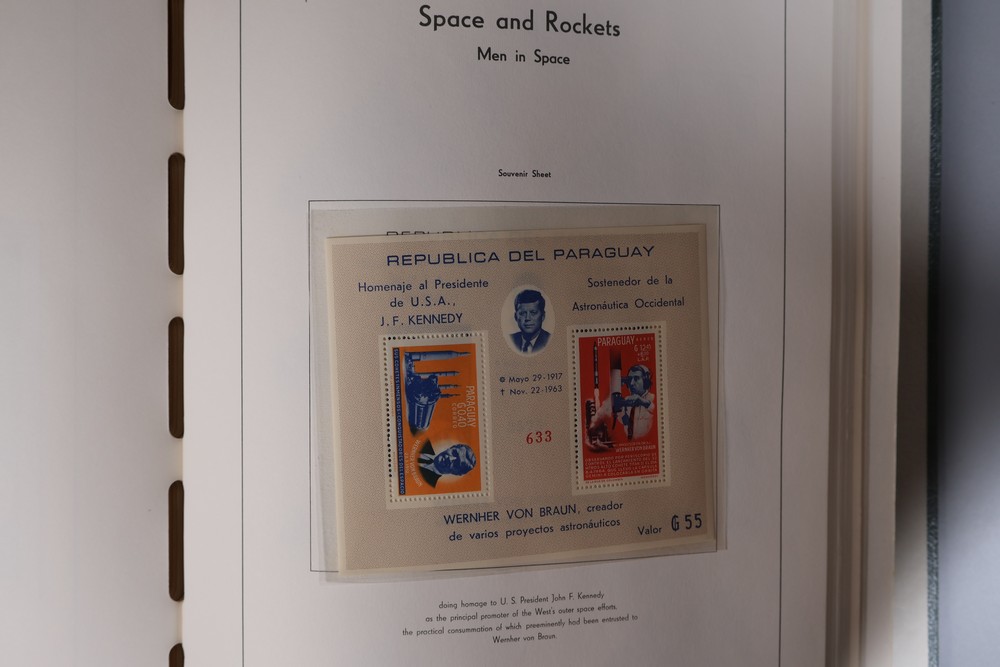 Space and Rockets
Men in Space
Souvenir Sheet
REPUBLICA DEL PARAGUAY
Homenaje al Presidente
de U.S.A.,
J. F. KENNEDY
Sostenedor de la
Astronáutica Occidental
Mayo 29-1917
† Nov. 22-1963
633
PARAGUAY
PARAGUAY
WERNHER VON BRAUN
WERNHER VON BRAUN, creador
de varios proyectos astronáuticos
Valor ₲ 55
doing homage to U. S. President John F. Kennedy
as the principal promoter of the West's outer space efforts,
the practical consummation of which preeminently had been entrusted to
Wernher von Braun.